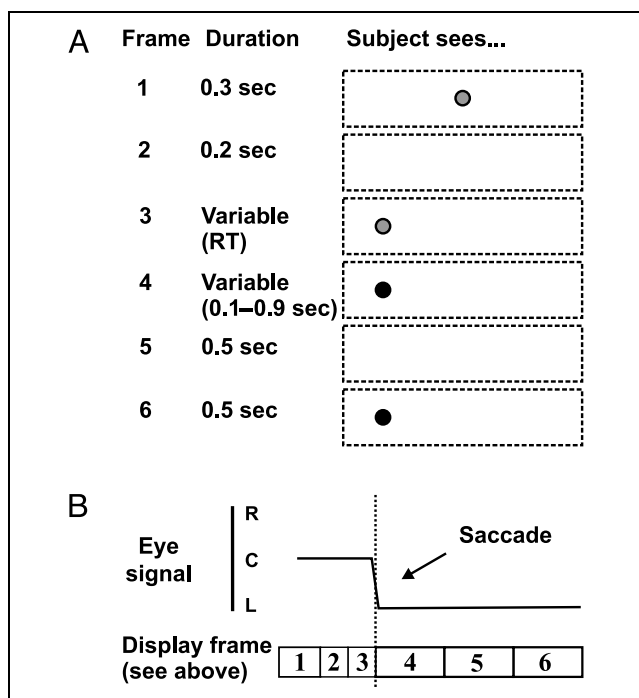 A Frame Duration Subject sees...
1 0.3 sec
2 0.2 sec
3 Variable
(RT)
4 Variable
(0.1–0.9 sec)
5 0.5 sec
6 0.5 sec
B
R
Eye
signal
C
L
Saccade
Display frame
(see above)
1 2 3 4 5 6